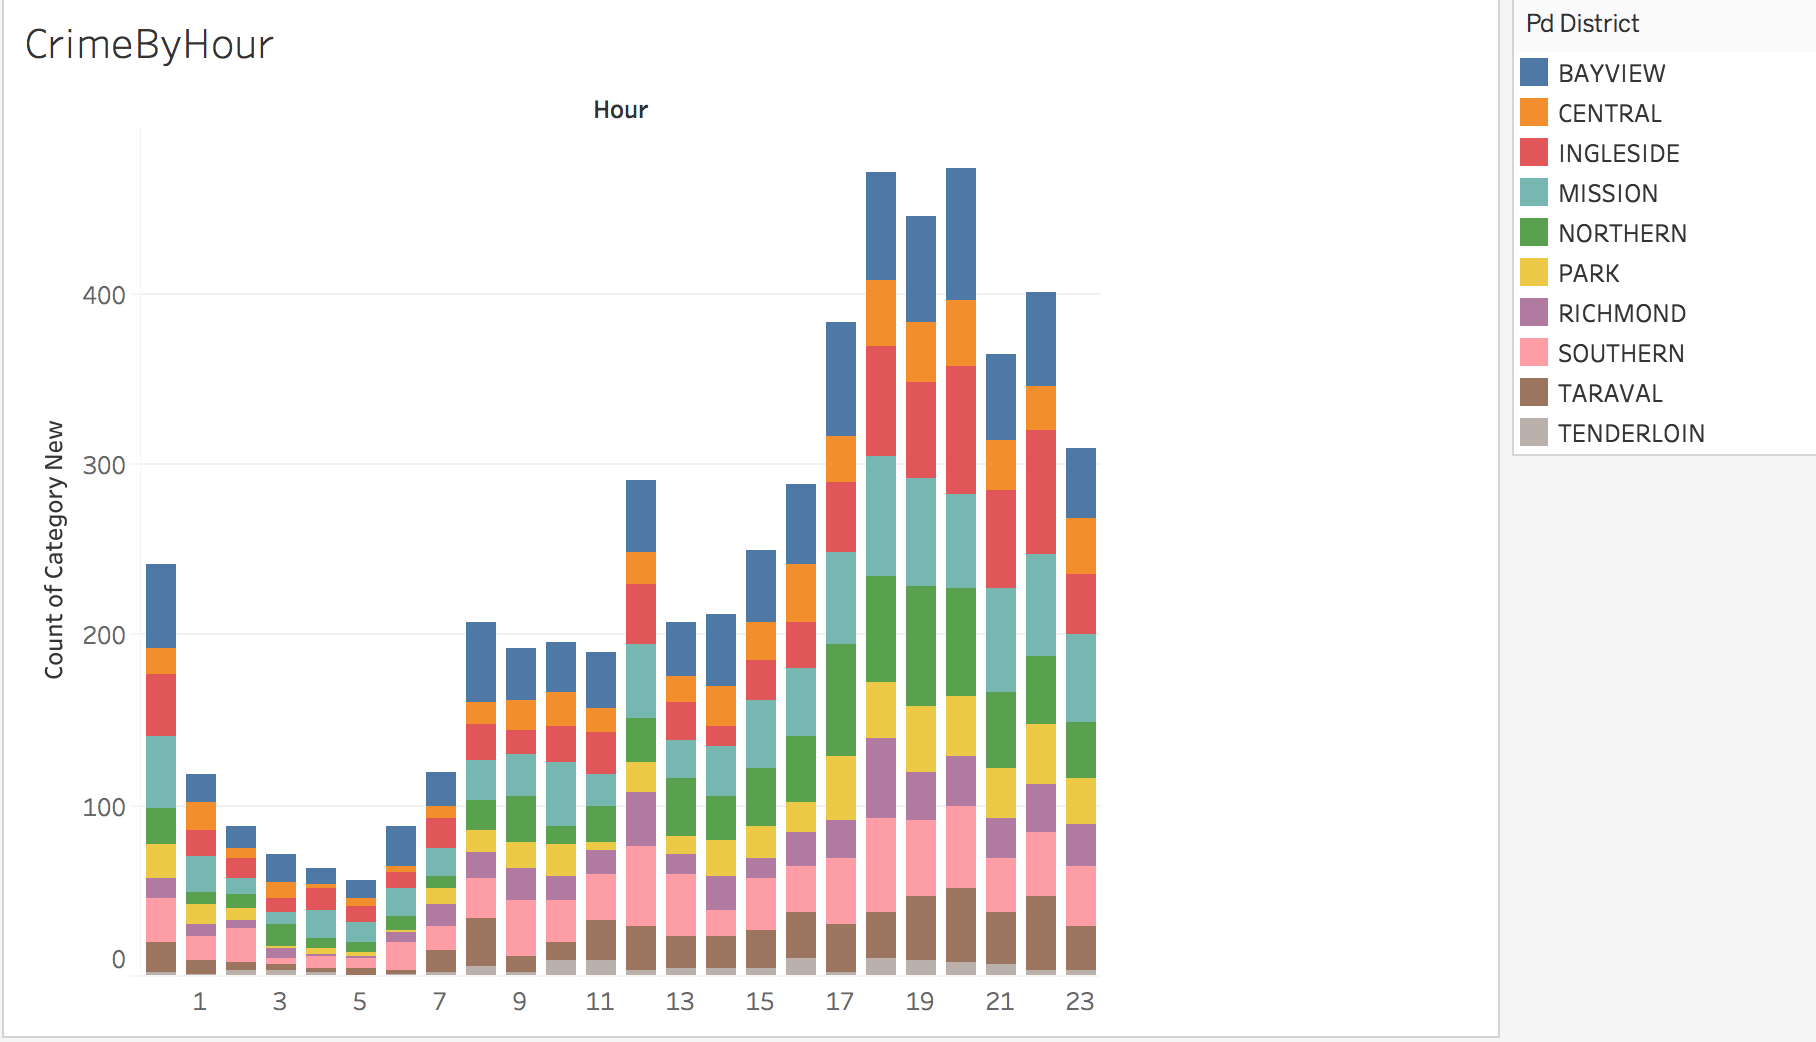 CrimeByHour
Hour
Count of Category New
400
300
200
100
0
1 3 5 7 9 11 13 15 17 19 21 23
Pd District
BAYVIEW
CENTRAL
INGLESIDE
MISSION
NORTHERN
PARK
RICHMOND
SOUTHERN
TARAVAL
TENDERLOIN